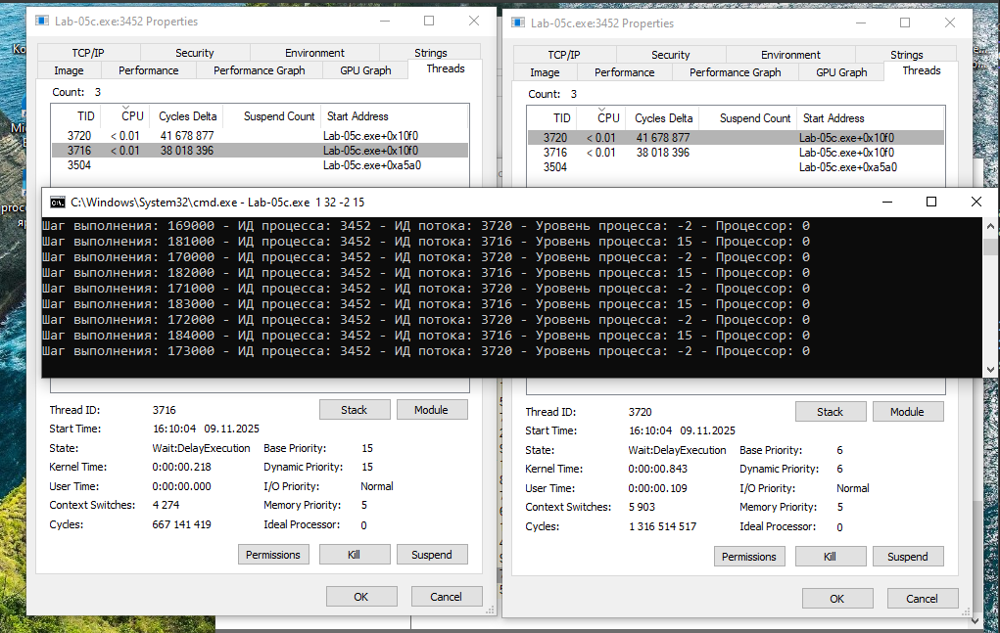 Lab-05c.exe:3452 Properties
TCP/IP Security Environment Strings
Image Performance Performance Graph GPU Graph Threads
Count: 3
TID CPU Cycles Delta Suspend Count Start Address
3720 < 0.01 41 678 877 Lab-05c.exe+0x10f0
3716 < 0.01 38 018 396 Lab-05c.exe+0x10f0
3504 Lab-05c.exe+0xa5a0
Lab-05c.exe:3452 Properties
TCP/IP Security Environment Strings
Image Performance Performance Graph GPU Graph Threads
Count: 3
TID CPU Cycles Delta Suspend Count Start Address
3720 < 0.01 41 678 877 Lab-05c.exe+0x10f0
3716 < 0.01 38 018 396 Lab-05c.exe+0x10f0
3504 Lab-05c.exe+0xa5a0
C:\Windows\System32\cmd.exe - Lab-05c.exe 1 32 -2 15
Шаг выполнения: 169000 - ИД процесса: 3452 - ИД потока: 3720 - Уровень процесса: -2 - Процессор: 0
Шаг выполнения: 181000 - ИД процесса: 3452 - ИД потока: 3716 - Уровень процесса: 15 - Процессор: 0
Шаг выполнения: 170000 - ИД процесса: 3452 - ИД потока: 3720 - Уровень процесса: -2 - Процессор: 0
Шаг выполнения: 182000 - ИД процесса: 3452 - ИД потока: 3716 - Уровень процесса: 15 - Процессор: 0
Шаг выполнения: 171000 - ИД процесса: 3452 - ИД потока: 3720 - Уровень процесса: -2 - Процессор: 0
Шаг выполнения: 183000 - ИД процесса: 3452 - ИД потока: 3716 - Уровень процесса: 15 - Процессор: 0
Шаг выполнения: 172000 - ИД процесса: 3452 - ИД потока: 3720 - Уровень процесса: -2 - Процессор: 0
Шаг выполнения: 184000 - ИД процесса: 3452 - ИД потока: 3716 - Уровень процесса: 15 - Процессор: 0
Шаг выполнения: 173000 - ИД процесса: 3452 - ИД потока: 3720 - Уровень процесса: -2 - Процессор: 0
Thread ID: 3716 Stack Module
Start Time: 16:10:04 09.11.2025
State: Wait:DelayExecution Base Priority: 15
Kernel Time: 0:00:00.218 Dynamic Priority: 15
User Time: 0:00:00.000 I/O Priority: Normal
Context Switches: 4 274 Memory Priority: 5
Cycles: 667 141 419 Ideal Processor: 0
Permissions Kill Suspend
OK Cancel
Thread ID: 3720 Stack Module
Start Time: 16:10:04 09.11.2025
State: Wait:DelayExecution Base Priority: 6
Kernel Time: 0:00:00.843 Dynamic Priority: 6
User Time: 0:00:00.109 I/O Priority: Normal
Context Switches: 5 903 Memory Priority: 5
Cycles: 1 316 514 517 Ideal Processor: 0
Permissions Kill Suspend
OK Cancel